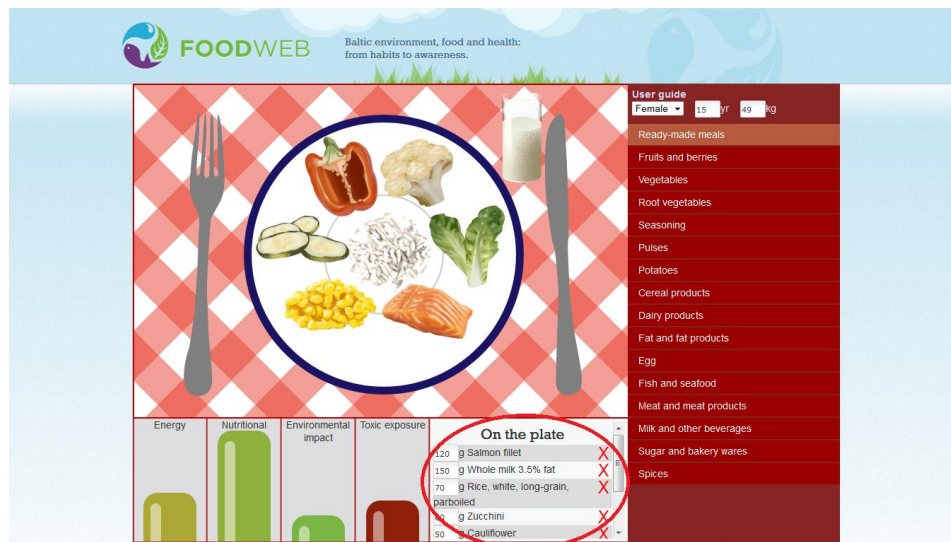 FOODWEB
Baltic environment, food and health:
from habits to awareness.
User guide
Female 15 yr 49 kg
Ready-made meals
Fruits and berries
Vegetables
Root vegetables
Seasoning
Pulses
Potatoes
Cereal products
Dairy products
Fat and fat products
Egg
Fish and seafood
Meat and meat products
Milk and other beverages
Sugar and bakery wares
Spices
Energy
Nutritional
Environmental
impact
Toxic exposure
On the plate
120 g Salmon fillet X
150 g Whole milk 3.5% fat X
70 g Rice, white, long-grain, X
parboiled
g Zucchini X
50 g Cauliflower X